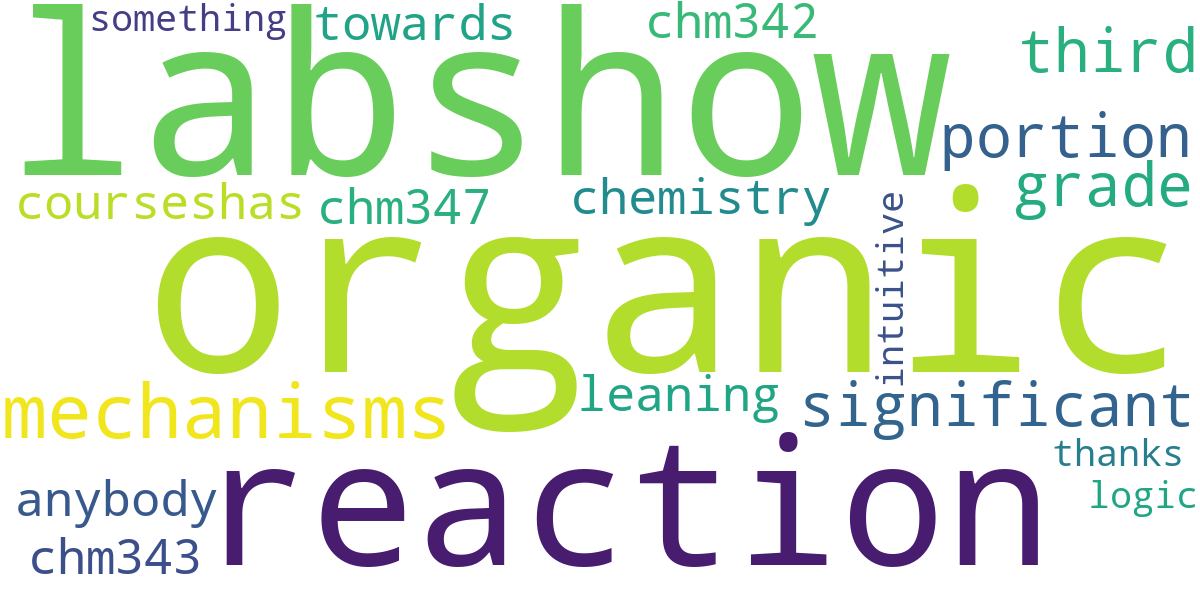 something
towards
chm342
third
labshow
portion
courseshas
chm347
chemistry
grade
intuitive
organic
mechanisms
leaning
significant
anybody
reaction
thanks
logic
chm343